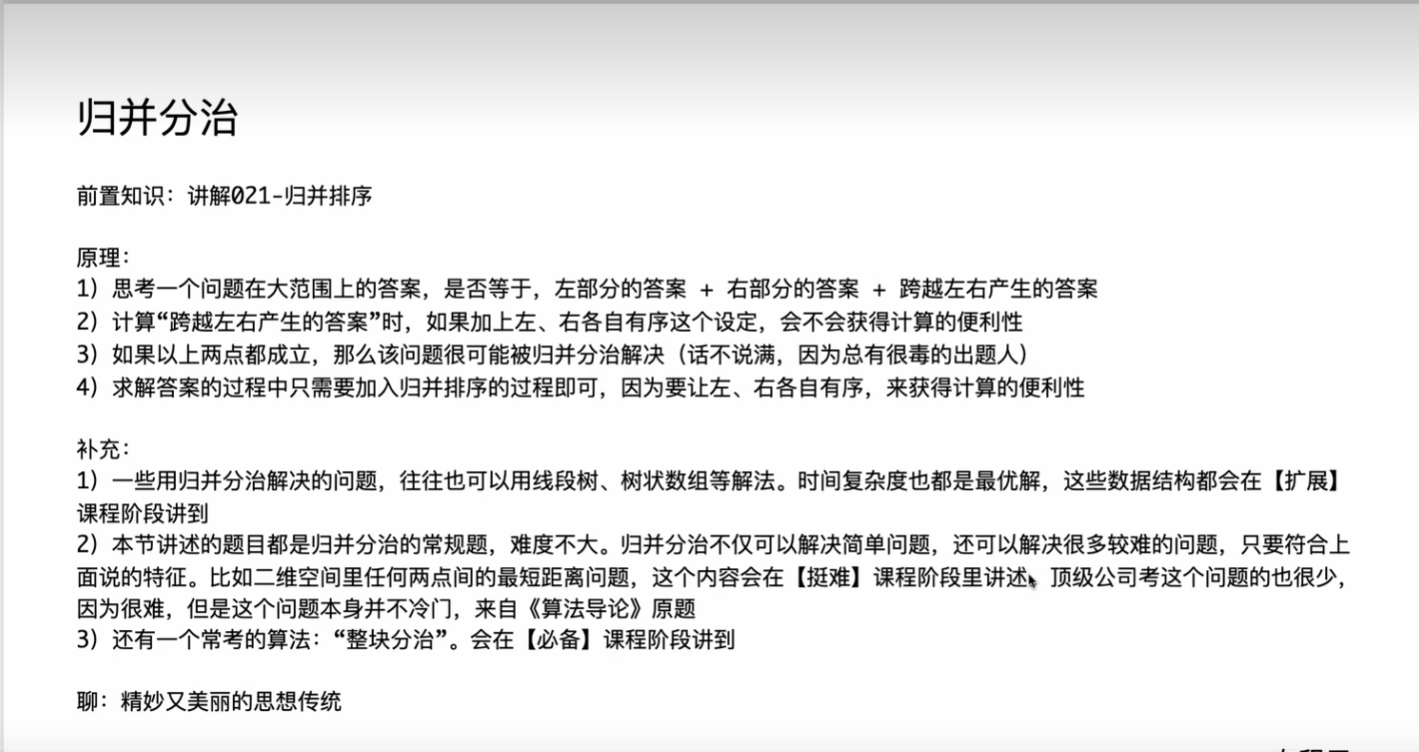 归并分治
前置知识：讲解021-归并排序
原理：
1）思考一个问题在大范围上的答案，是否等于，左部分的答案 + 右部分的答案 + 跨越左右产生的答案
2）计算“跨越左右产生的答案”时，如果加上左、右各自有序这个设定，会不会获得计算的便利性
3）如果以上两点都成立，那么该问题很可能被归并分治解决（话不说满，因为总有很毒的出题人）
4）求解答案的过程中只需要加入归并排序的过程即可，因为要让左、右各自有序，来获得计算的便利性
补充：
1）一些用归并分治解决的问题，往往也可以用线段树、树状数组等解法。时间复杂度也都是最优解，这些数据结构都会在【扩展】
课程阶段讲到
2）本节讲述的题目都是归并分治的常规题，难度不大。归并分治不仅可以解决简单问题，还可以解决很多较难的问题，只要符合上
面说的特征。比如二维空间里任何两点间的最短距离问题，这个内容会在【挺难】课程阶段里讲述，顶级公司考这个问题的也很少，
因为很难，但是这个问题本身并不冷门，来自《算法导论》原题
3）还有一个常考的算法：“整块分治”。会在【必备】课程阶段讲到
聊：精妙又美丽的思想传统